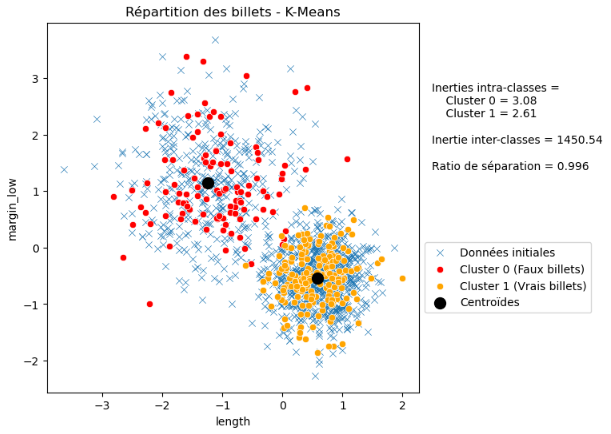 Répartition des billets - K-Means
Inerties intra-classes =
Cluster 0 = 3.08
Cluster 1 = 2.61
Inertie inter-classes = 1450.54
Ratio de séparation = 0.996
Données initiales
Cluster 0 (Faux billets)
Cluster 1 (Vrais billets)
Centroïdes
margin_low
3
2
1
0
−1
−2
−3
−2
−1
0
1
2
length